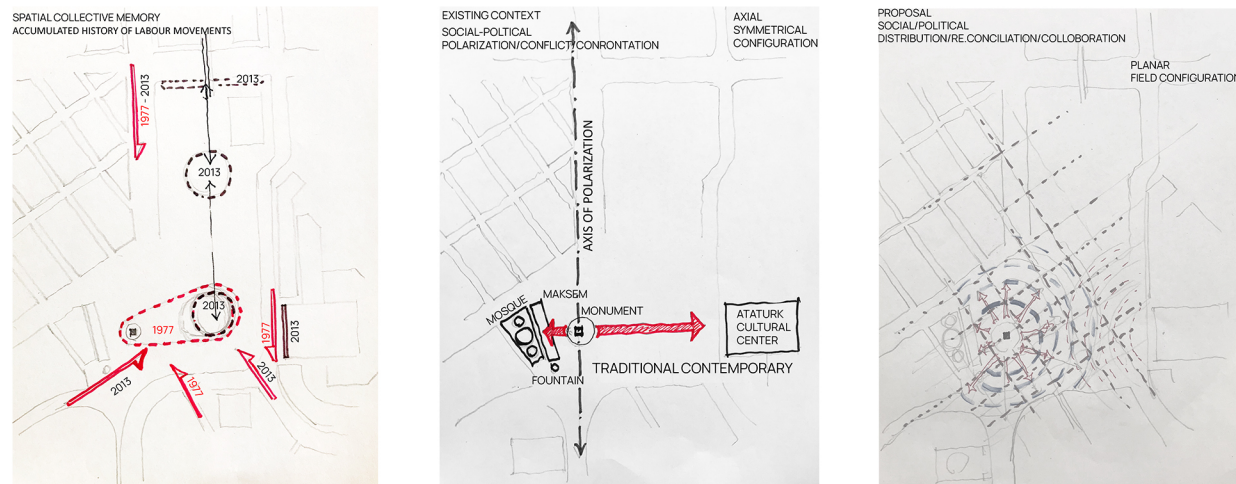 SPATIAL COLLECTIVE MEMORY
ACCUMULATED HISTORY OF LABOUR MOVEMENTS
2013
1977 - 2013
2013
2013
1977
1977
2013
2013
1977
2013
EXISTING CONTEXT
SOCIAL-POLTICAL
POLARIZATION/CONFLICT/CONFRONTATION
AXIAL
SYMMETRICAL
CONFIGURATION
AXIS OF POLARIZATION
MOSQUE
MAKSEM
MONUMENT
FOUNTAIN
ATATURK
CULTURAL
CENTER
TRADITIONAL CONTEMPORARY
PROPOSAL
SOCIAL/POLITICAL
DISTRIBUTION/RE.CONCILIATION/COLLOBORATION
PLANAR
FIELD CONFIGURATION